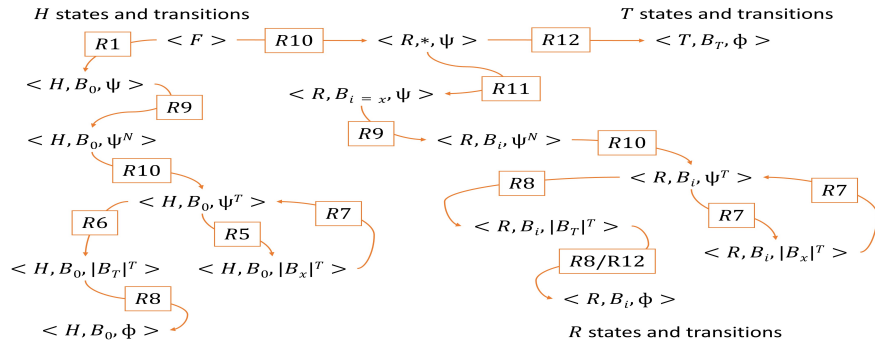 H states and transitions
T states and transitions
R1 < F > R10 < R,*, ψ > R12 < T, B_T, ϕ >
< H, B_0, ψ > R11
R9 < R, B_{i = x}, ψ >
< H, B_0, ψ^N > R9 < R, B_i, ψ^N > R10
R10 R8 < R, B_i, ψ^T > R7
< H, B_0, ψ^T > R7
R6 R5 < R, B_i, |B_T|^T > R7
< R, B_i, |B_x|^T >
< H, B_0, |B_T|^T > < H, B_0, |B_x|^T > R8/R12
R8 < R, B_i, ϕ >
< H, B_0, ϕ > R states and transitions